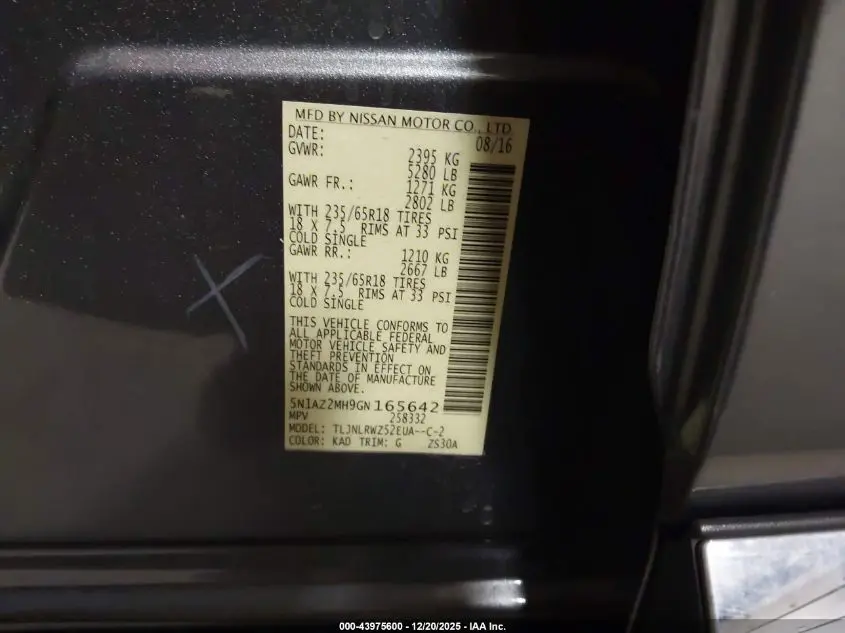 MFD BY NISSAN MOTOR CO., LTD
DATE: 08/16
GVWR: 2395 KG
5280 LB
GAWR FR.: 1271 KG
2802 LB
WITH 235/65R18 TIRES
18 X 7.5 RIMS AT 33 PSI
COLD SINGLE
GAWR RR.: 1210 KG
2667 LB
WITH 235/65R18 TIRES
18 X 7.5 RIMS AT 33 PSI
COLD SINGLE
THIS VEHICLE CONFORMS TO
ALL APPLICABLE FEDERAL
MOTOR VEHICLE SAFETY AND
THEFT PREVENTION
STANDARDS IN EFFECT ON
THE DATE OF MANUFACTURE
SHOWN ABOVE.
5N1AZ2MH9GN165642
MPV 258332
MODEL: TLJNLRWZ52EUA--C-2
COLOR: KAD TRIM: G ZS30A
000-43975600 - 12/20/2025 - IAA Inc.